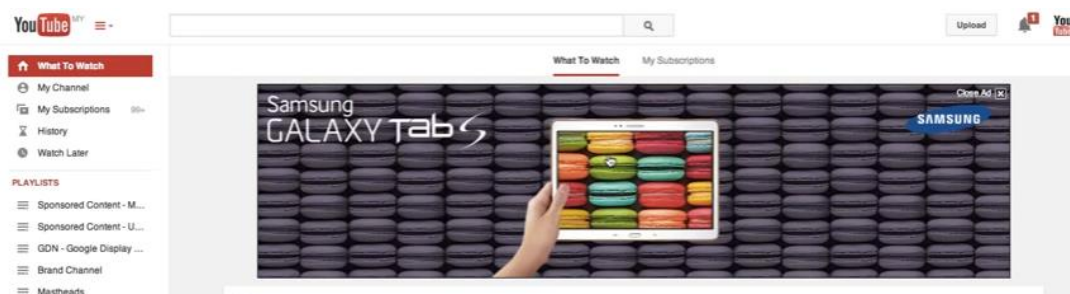 YouTube MY
Upload
1
What To Watch
My Channel
My Subscriptions
History
Watch Later
PLAYLISTS
Sponsored Content - M...
Sponsored Content - U...
GDN - Google Display ...
Brand Channel
Mastheads
What To Watch My Subscriptions
Samsung
GALAXY Tab S
Close Ad X
SAMSUNG